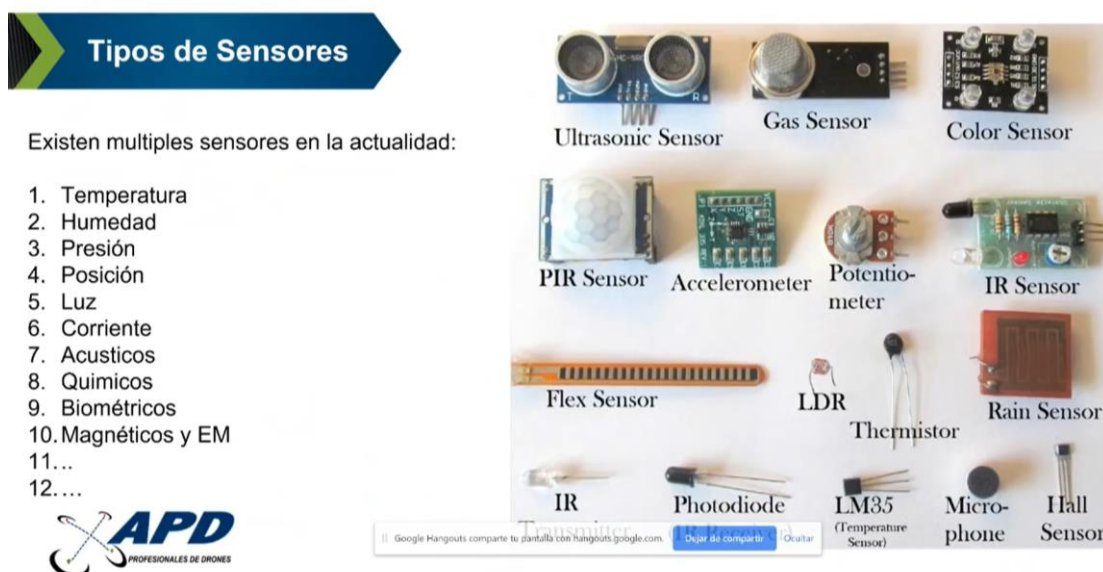 Tipos de Sensores
Existen multiples sensores en la actualidad:
1. Temperatura
2. Humedad
3. Presión
4. Posición
5. Luz
6. Corriente
7. Acusticos
8. Quimicos
9. Biométricos
10. Magnéticos y EM
11...
12....
APD
PROFESIONALES DE DRONES
Ultrasonic Sensor
Gas Sensor
Color Sensor
PIR Sensor
Accelerometer
Potentio-
meter
IR Sensor
Flex Sensor
LDR
Thermistor
Rain Sensor
IR
Transmitter
Photodiode
(IR Receiver)
LM35
(Temperature
Sensor)
Micro-
phone
Hall
Sensor
Google Hangouts comparte tu pantalla con hangouts.google.com.
Dejar de compartir
Ocultar